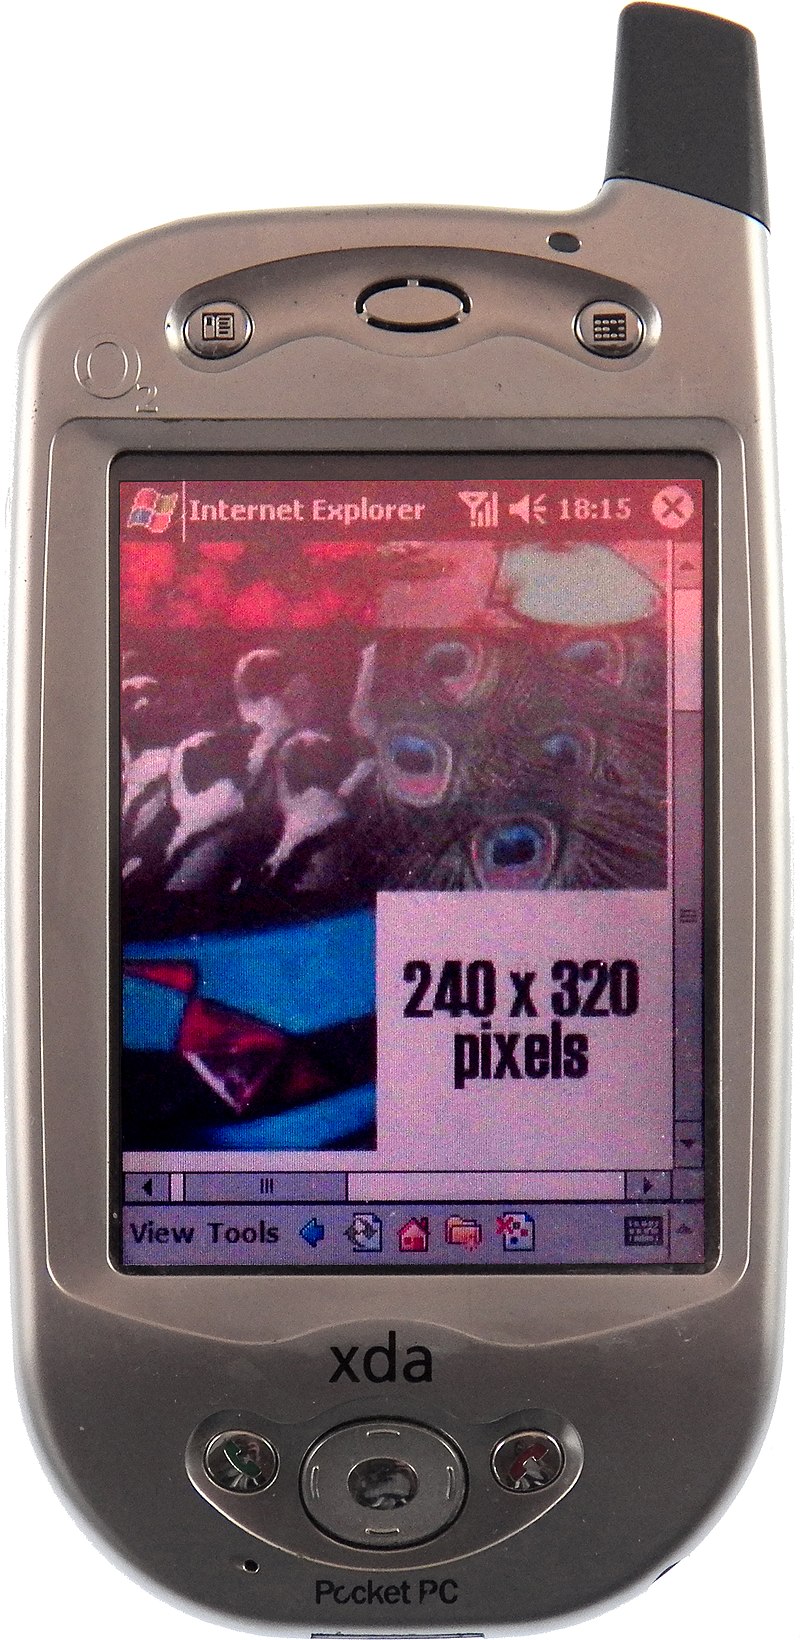 O2
Internet Explorer 18:15
240 x 320
pixels
View Tools
xda
Pocket PC